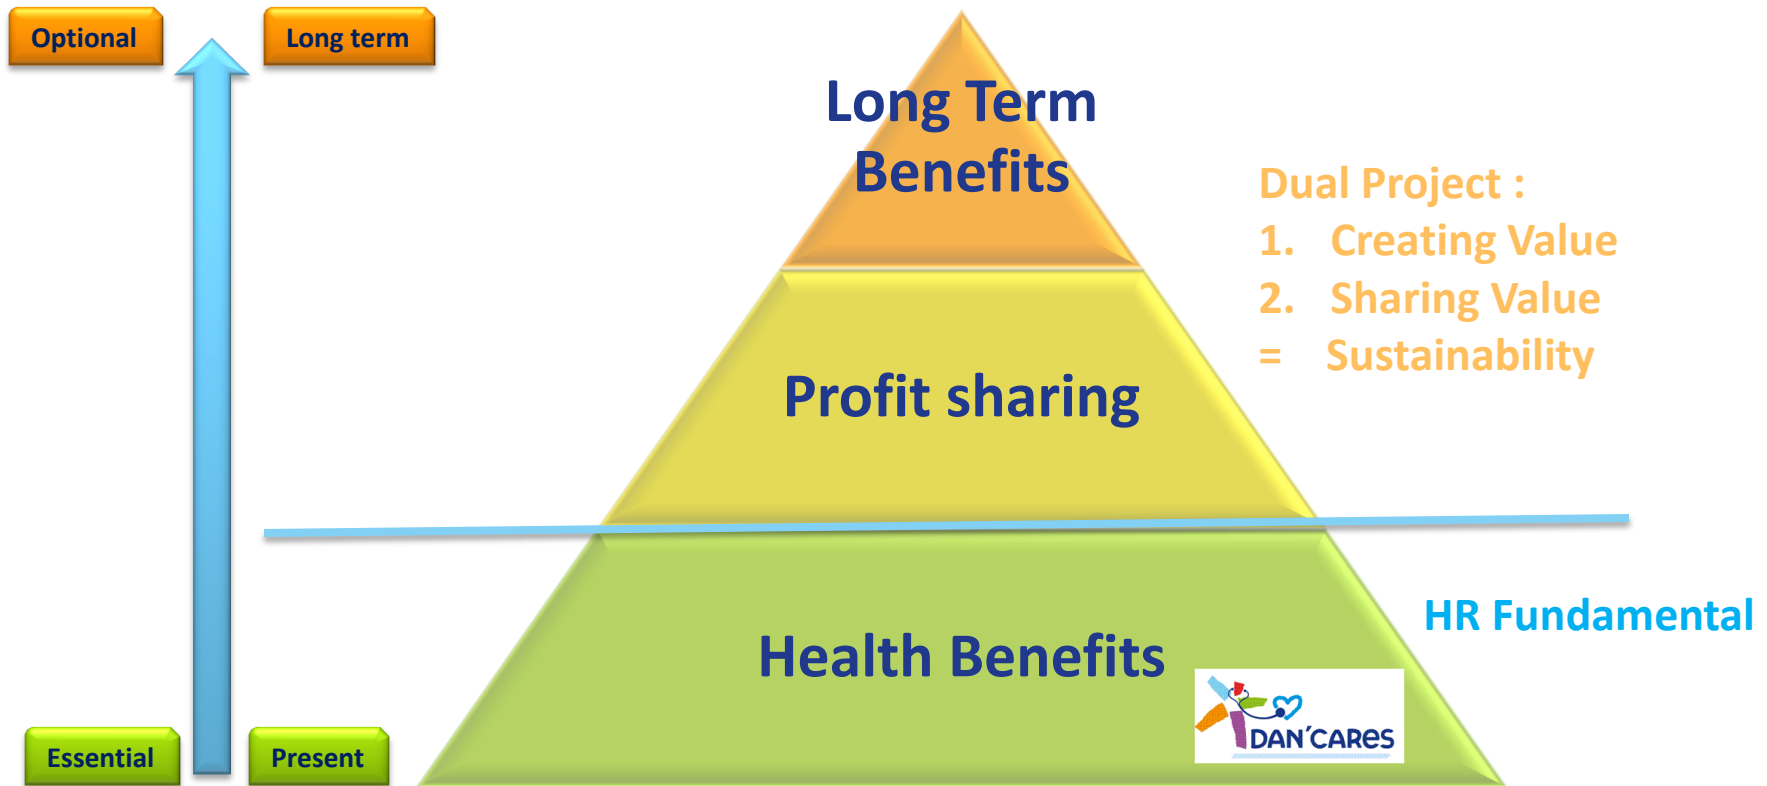 Optional
Long term
Long Term
Benefits
Dual Project :
1. Creating Value
2. Sharing Value
= Sustainability
Profit sharing
HR Fundamental
Health Benefits
DAN'CARES
Essential
Present